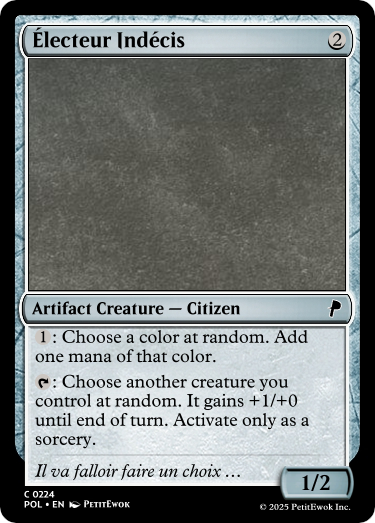 Électeur Indécis 2
Artifact Creature — Citizen
1 : Choose a color at random. Add
one mana of that color.
: Choose another creature you
control at random. It gains +1/+0
until end of turn. Activate only as a
sorcery.
Il va falloir faire un choix …
1/2
C 0224
POL • EN PetitEwok
© 2025 PetitEwok Inc.